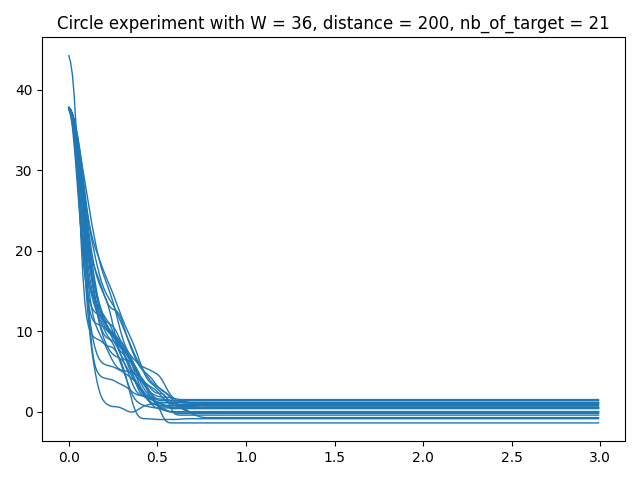 Circle experiment with W = 36, distance = 200, nb_of_target = 21
40
30
20
10
0
0.0 0.5 1.0 1.5 2.0 2.5 3.0